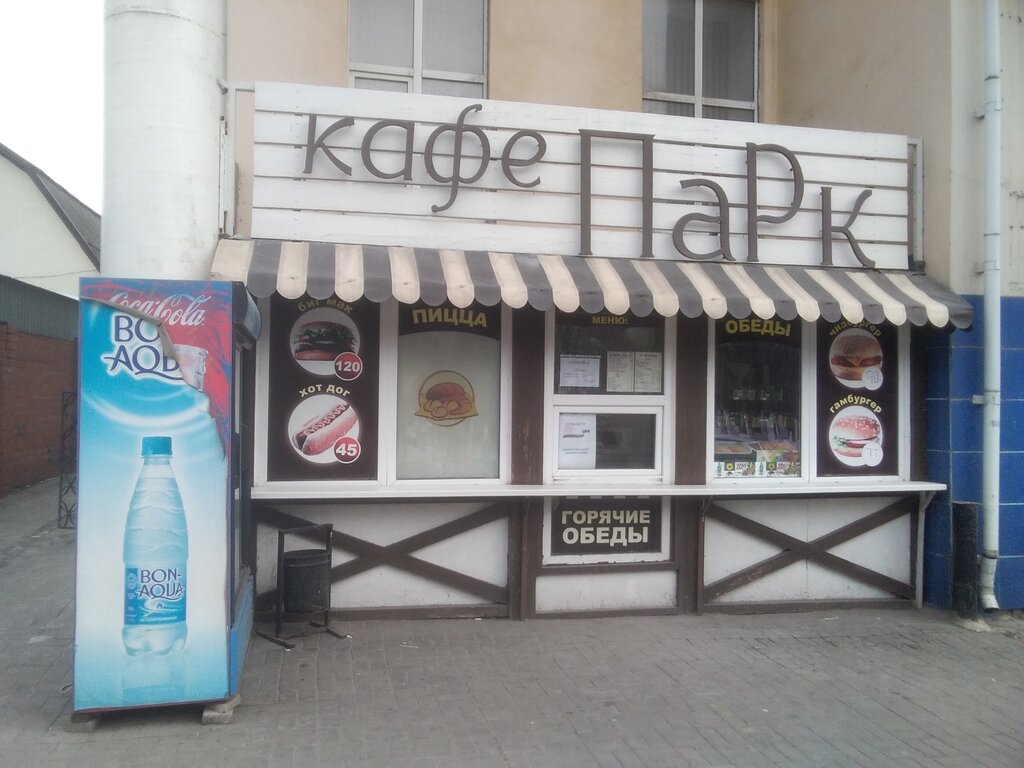 кафе Парк
Coca-Cola
BON
AQUA
BON-
AQUA
биг мак
120
хот дог
45
ПИЦЦА
МЕНЮ:
ОБЕДЫ
чизбургер
гамбургер
ГОРЯЧИЕ
ОБЕДЫ